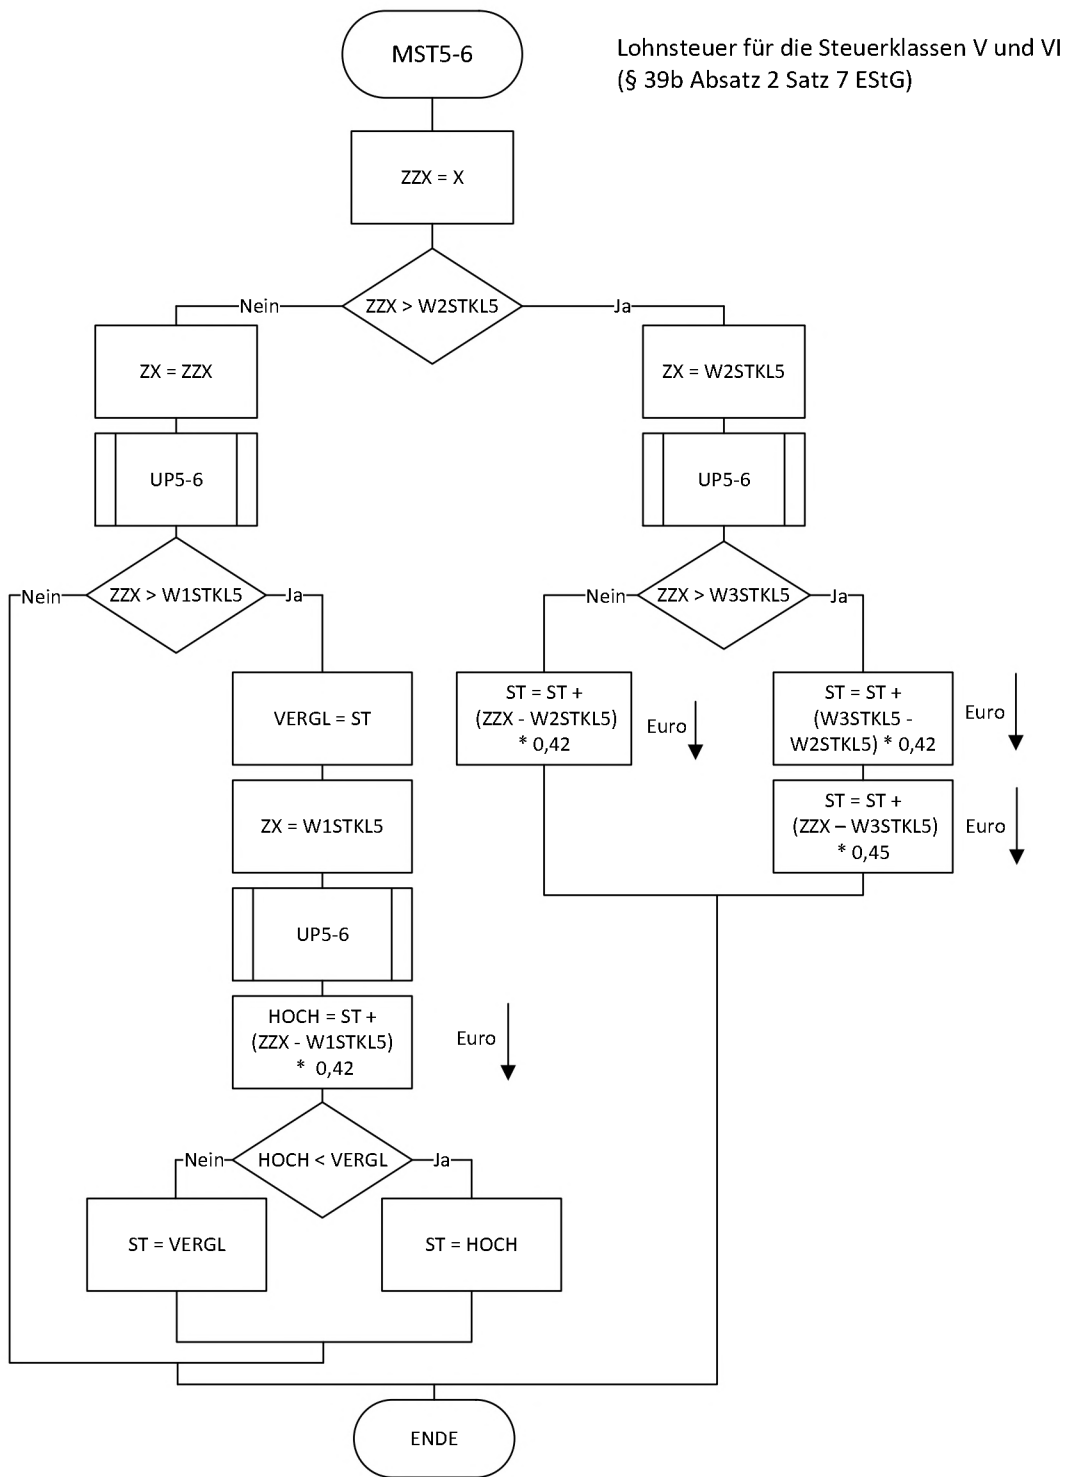 MST5-6
Lohnsteuer für die Steuerklassen V und VI
(§ 39b Absatz 2 Satz 7 EStG)
ZZX = X
ZZX > W2STKL5
Nein
Ja
ZX = ZZX
ZX = W2STKL5
UP5-6
UP5-6
ZZX > W1STKL5
Nein
Ja
ZZX > W3STKL5
Nein
Ja
VERGL = ST
ST = ST +
(ZZX - W2STKL5)
* 0,42
Euro
ST = ST +
(W3STKL5 -
W2STKL5) * 0,42
Euro
ZX = W1STKL5
ST = ST +
(ZZX – W3STKL5)
* 0,45
Euro
UP5-6
HOCH = ST +
(ZZX - W1STKL5)
* 0,42
Euro
HOCH < VERGL
Nein
Ja
ST = VERGL
ST = HOCH
ENDE